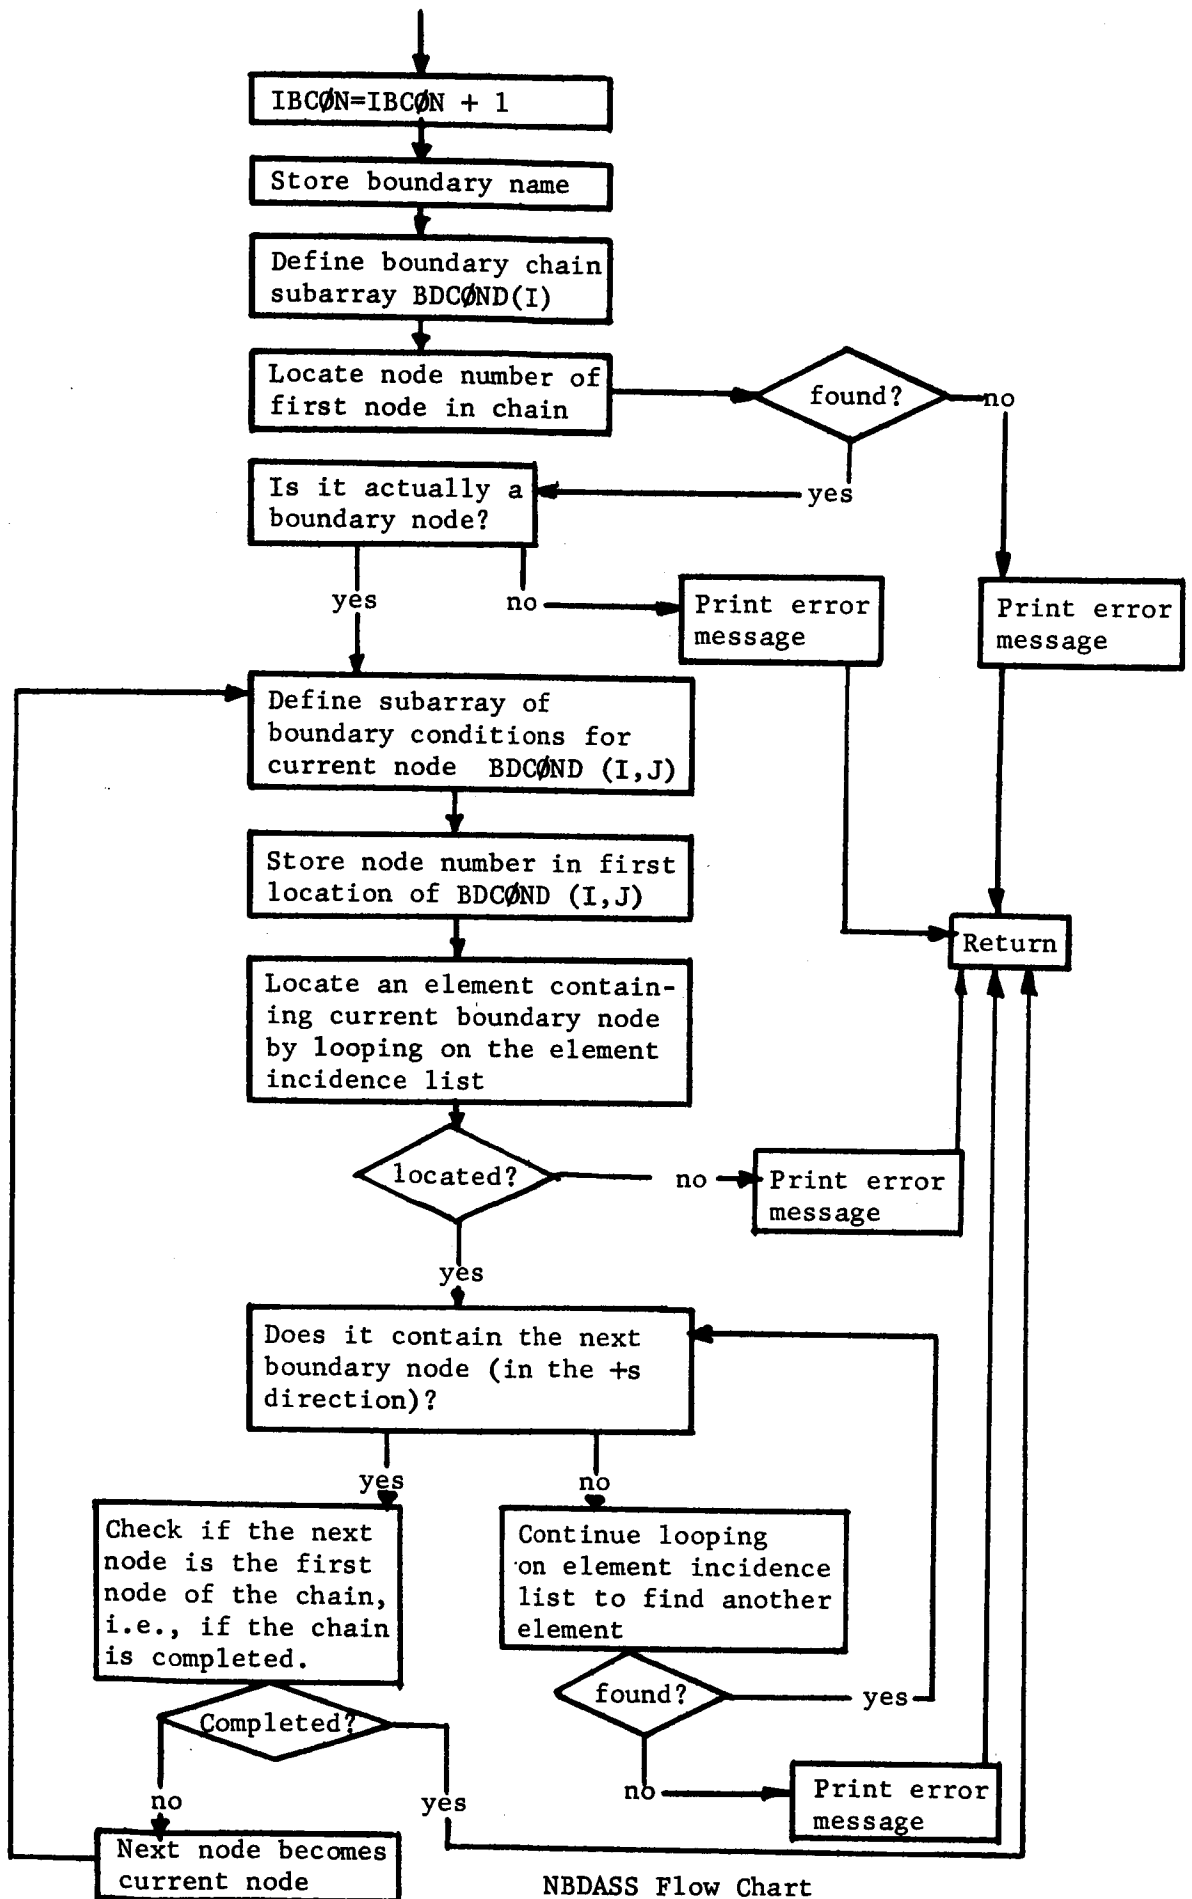 IBCØN=IBCØN + 1
Store boundary name
Define boundary chain
subarray BDCØND(I)
Locate node number of
first node in chain
found?
no
yes
Is it actually a
boundary node?
yes
no
Print error
message
Print error
message
Define subarray of
boundary conditions for
current node BDCØND (I,J)
Store node number in first
location of BDCØND (I,J)
Return
Locate an element contain-
ing current boundary node
by looping on the element
incidence list
located?
no
Print error
message
yes
Does it contain the next
boundary node (in the +s
direction)?
yes
no
Check if the next
node is the first
node of the chain,
i.e., if the chain
is completed.
Continue looping
on element incidence
list to find another
element
found?
yes
Completed?
no
Print error
message
no
yes
Next node becomes
current node
NBDASS Flow Chart